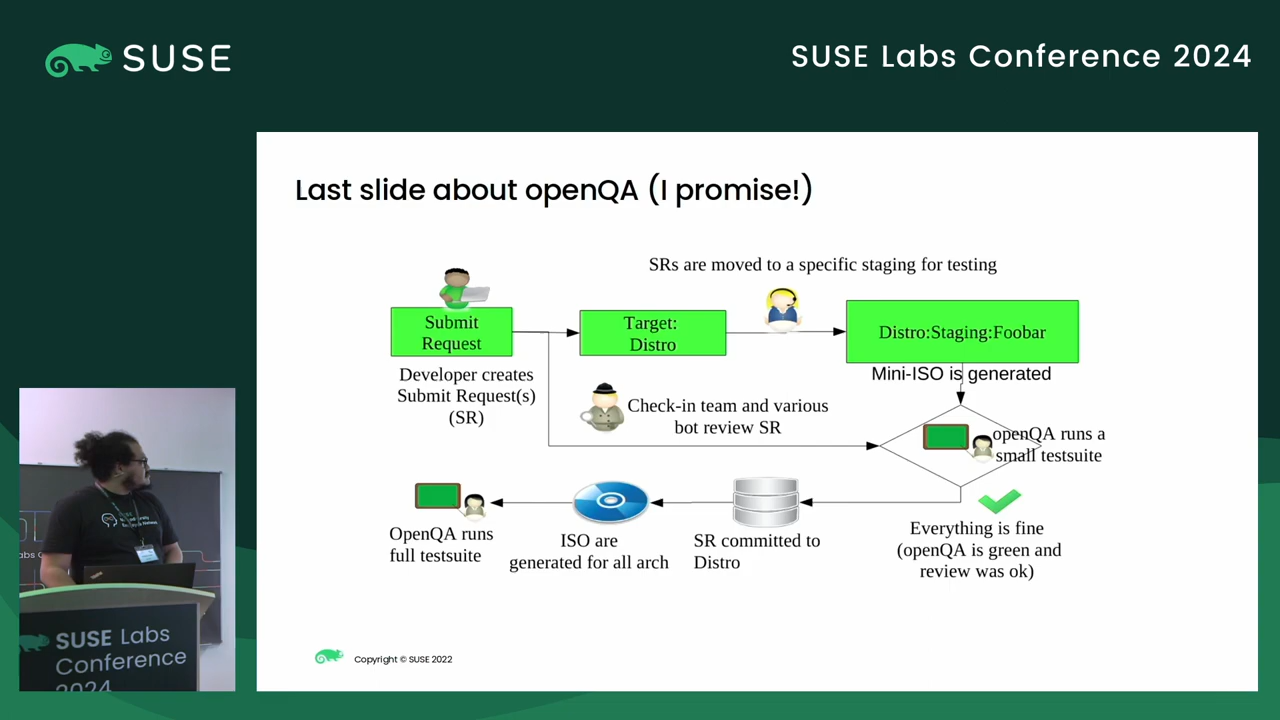 SUSE
SUSE Labs Conference 2024
Last slide about openQA (I promise!)
SRs are moved to a specific staging for testing
Submit
Request
Target:
Distro
Distro:Staging:Foobar
Developer creates
Submit Request(s)
(SR)
Mini-ISO is generated
Check-in team and various
bot review SR
openQA runs a
small testsuite
OpenQA runs
full testsuite
ISO are
generated for all arch
SR committed to
Distro
Everything is fine
(openQA is green and
review was ok)
Copyright © SUSE 2022
SUSE Labs
Conference
2024